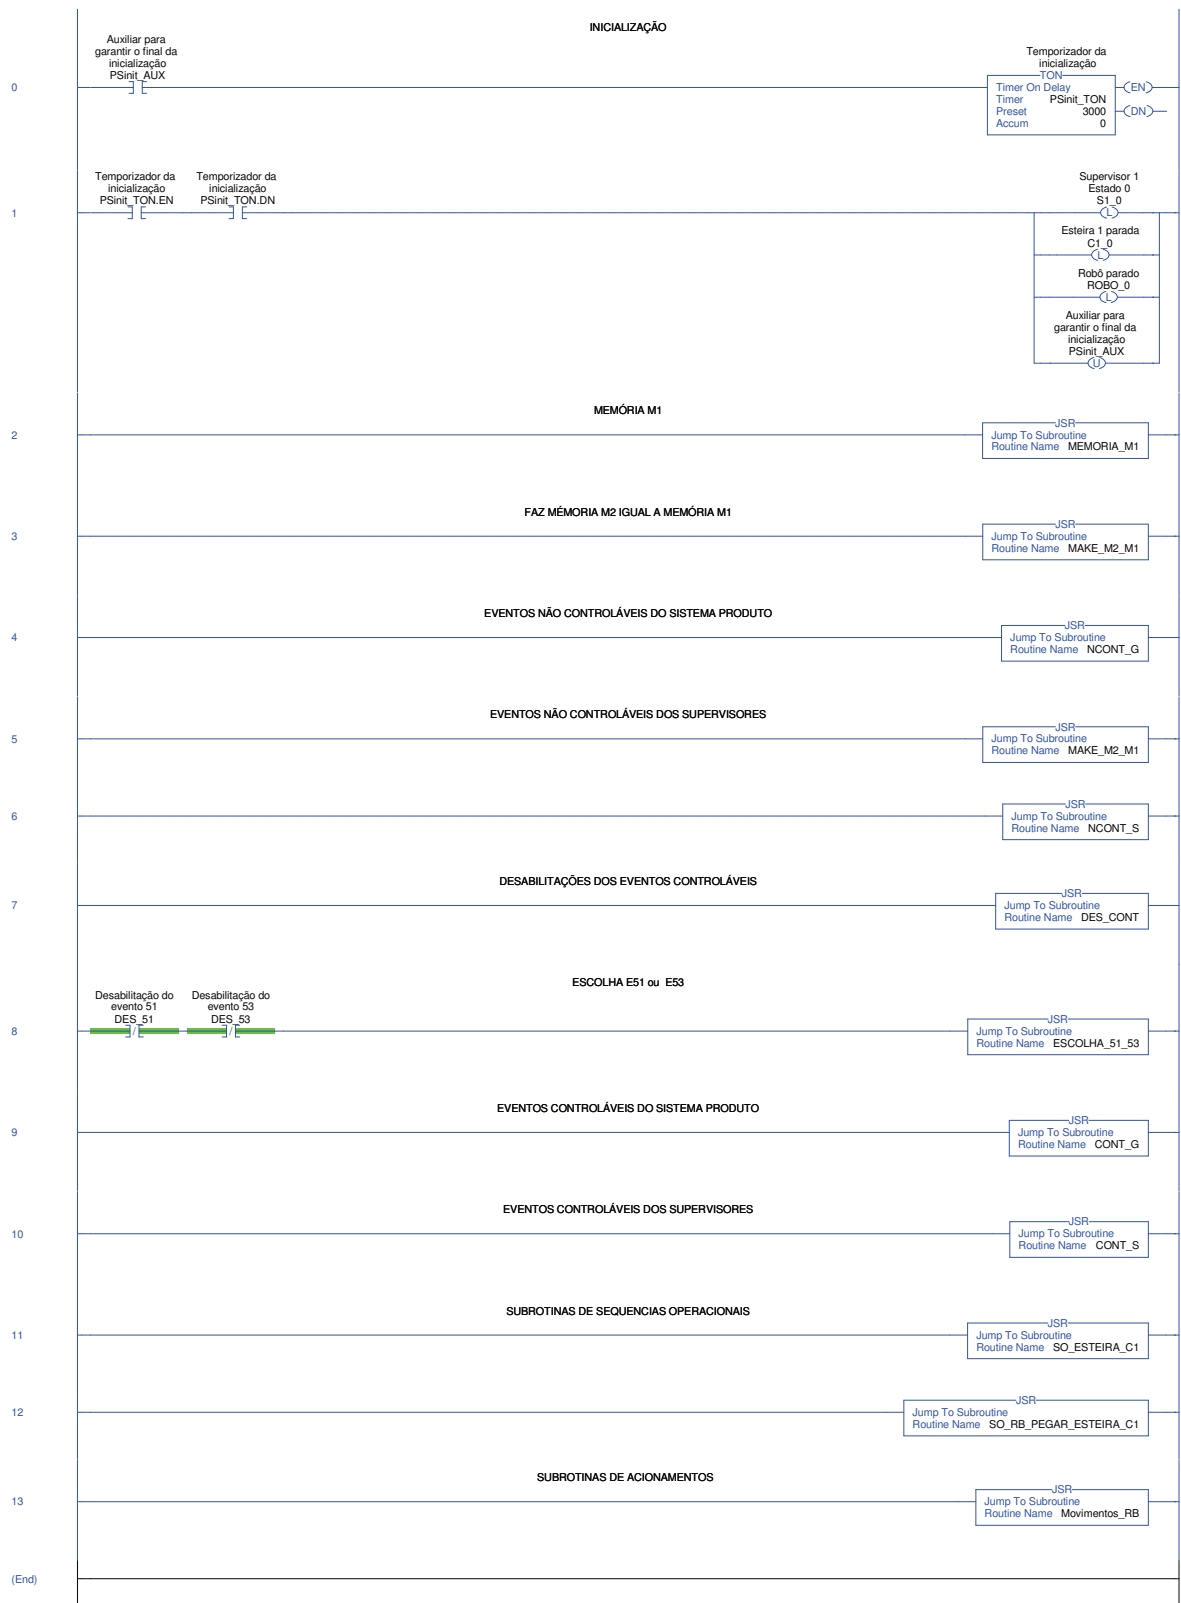 INICIALIZAÇÃO
Auxiliar para
garantir o final da
inicialização
PSinit_AUX
Temporizador da
inicialização
0
TON
Timer On Delay
Timer PSinit_TON
Preset 3000
Accum 0
EN
DN
Temporizador da
inicialização
PSinit_TON.EN
Temporizador da
inicialização
PSinit_TON.DN
Supervisor 1
Estado 0
S1_0
1
L
Esteira 1 parada
C1_0
L
Robô parado
ROBO_0
L
Auxiliar para
garantir o final da
inicialização
PSinit_AUX
U
MEMÓRIA M1
2
JSR
Jump To Subroutine
Routine Name MEMORIA_M1
FAZ MÉMORIA M2 IGUAL A MEMÓRIA M1
3
JSR
Jump To Subroutine
Routine Name MAKE_M2_M1
EVENTOS NÃO CONTROLÁVEIS DO SISTEMA PRODUTO
4
JSR
Jump To Subroutine
Routine Name NCONT_G
EVENTOS NÃO CONTROLÁVEIS DOS SUPERVISORES
5
JSR
Jump To Subroutine
Routine Name MAKE_M2_M1
6
JSR
Jump To Subroutine
Routine Name NCONT_S
DESABILITAÇÕES DOS EVENTOS CONTROLÁVEIS
7
JSR
Jump To Subroutine
Routine Name DES_CONT
ESCOLHA E51 ou E53
Desabilitação do
evento 51
DES_51
Desabilitação do
evento 53
DES_53
8
JSR
Jump To Subroutine
Routine Name ESCOLHA_51_53
EVENTOS CONTROLÁVEIS DO SISTEMA PRODUTO
9
JSR
Jump To Subroutine
Routine Name CONT_G
EVENTOS CONTROLÁVEIS DOS SUPERVISORES
10
JSR
Jump To Subroutine
Routine Name CONT_S
SUBROTINAS DE SEQUENCIAS OPERACIONAIS
11
JSR
Jump To Subroutine
Routine Name SO_ESTEIRA_C1
12
JSR
Jump To Subroutine
Routine Name SO_RB_PEGAR_ESTEIRA_C1
SUBROTINAS DE ACIONAMENTOS
13
JSR
Jump To Subroutine
Routine Name Movimentos_RB
(End)